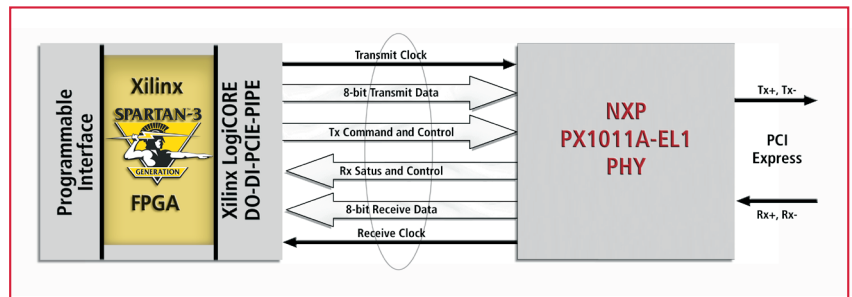 Programmable
Interface
Xilinx
SPARTAN-3
GENERATION
FPGA
Xilinx LogiCORE
DO-DI-PCIE-PIPE
Transmit Clock
8-bit Transmit Data
Tx Command and Control
Rx Satus and Control
8-bit Receive Data
Receive Clock
NXP
PX1011A-EL1
PHY
Tx+, Tx-
PCI
Express
Rx+, Rx-